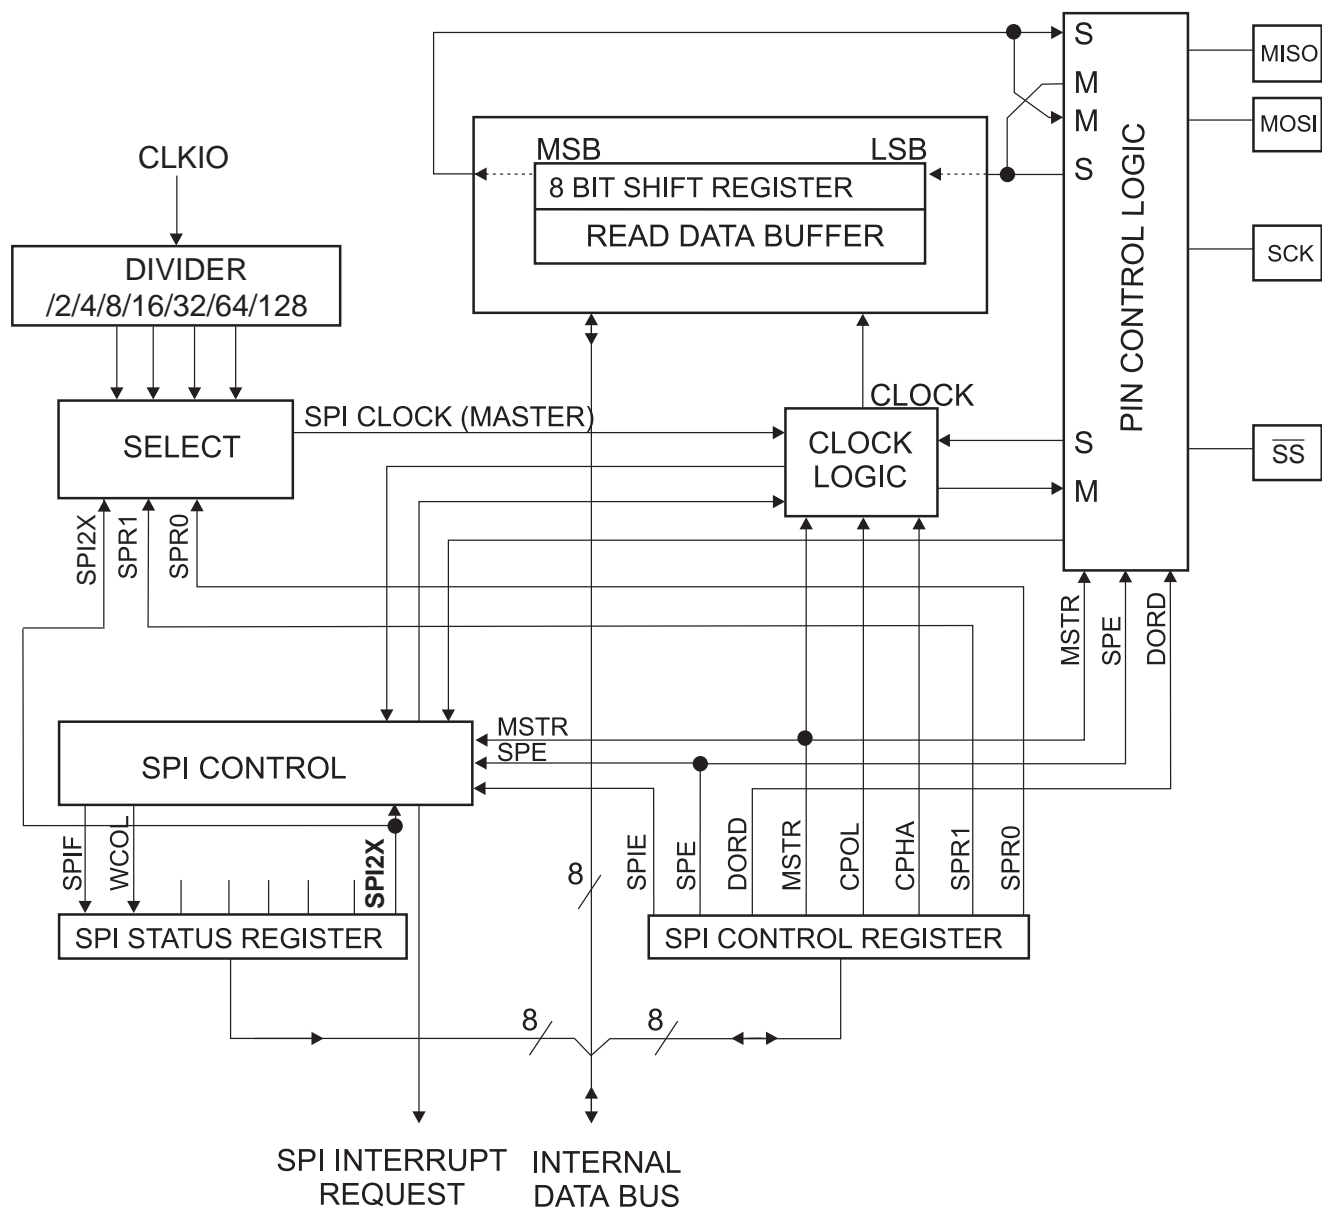 S
MISO
M
M
MOSI
S
MSB
LSB
8 BIT SHIFT REGISTER
READ DATA BUFFER
CLKIO
DIVIDER
/2/4/8/16/32/64/128
PIN CONTROL LOGIC
SCK
SELECT
SPI CLOCK (MASTER)
CLOCK
CLOCK
LOGIC
S
M
SS
SPI2X
SPR1
SPR0
MSTR
SPE
DORD
SPI CONTROL
MSTR
SPE
SPIF
WCOL
SPI2X
8
SPIE
SPE
DORD
MSTR
CPOL
CPHA
SPR1
SPR0
SPI STATUS REGISTER
SPI CONTROL REGISTER
8
8
SPI INTERRUPT
REQUEST
INTERNAL
DATA BUS